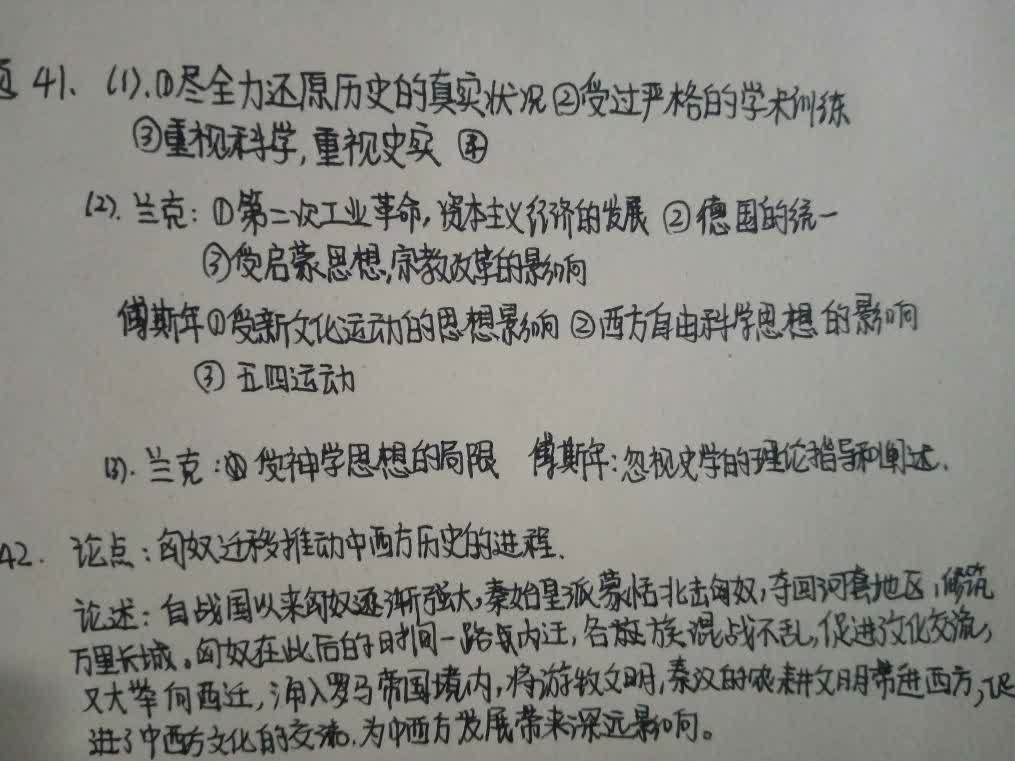 41、(1).①尽全力还原历史的真实状况②受过严格的学术训练
③重视科学,重视史实 ④
(2).兰克:①第二次工业革命,资本主义经济的发展 ②德国的统一
③受启蒙思想,宗教改革的影响
傅斯年①受新文化运动的思想影响 ②西方自由科学思想的影响
③五四运动
(3).兰克:①受神学思想的局限 傅斯年:忽视史学的理论指导和阐述.
42. 论点:匈奴迁移推动中西方历史的进程.
论述:自战国以来匈奴逐渐强大,秦始皇派蒙恬北击匈奴,夺回河套地区,修筑
万里长城。匈奴在此后的时间一路内迁,各族混战不乱,促进文化交流,
又大举向西迁,涌入罗马帝国境内,将游牧文明,秦汉的农耕文明带进西方,促
进了中西方文化的交流,为中西方发展带来深远影响。